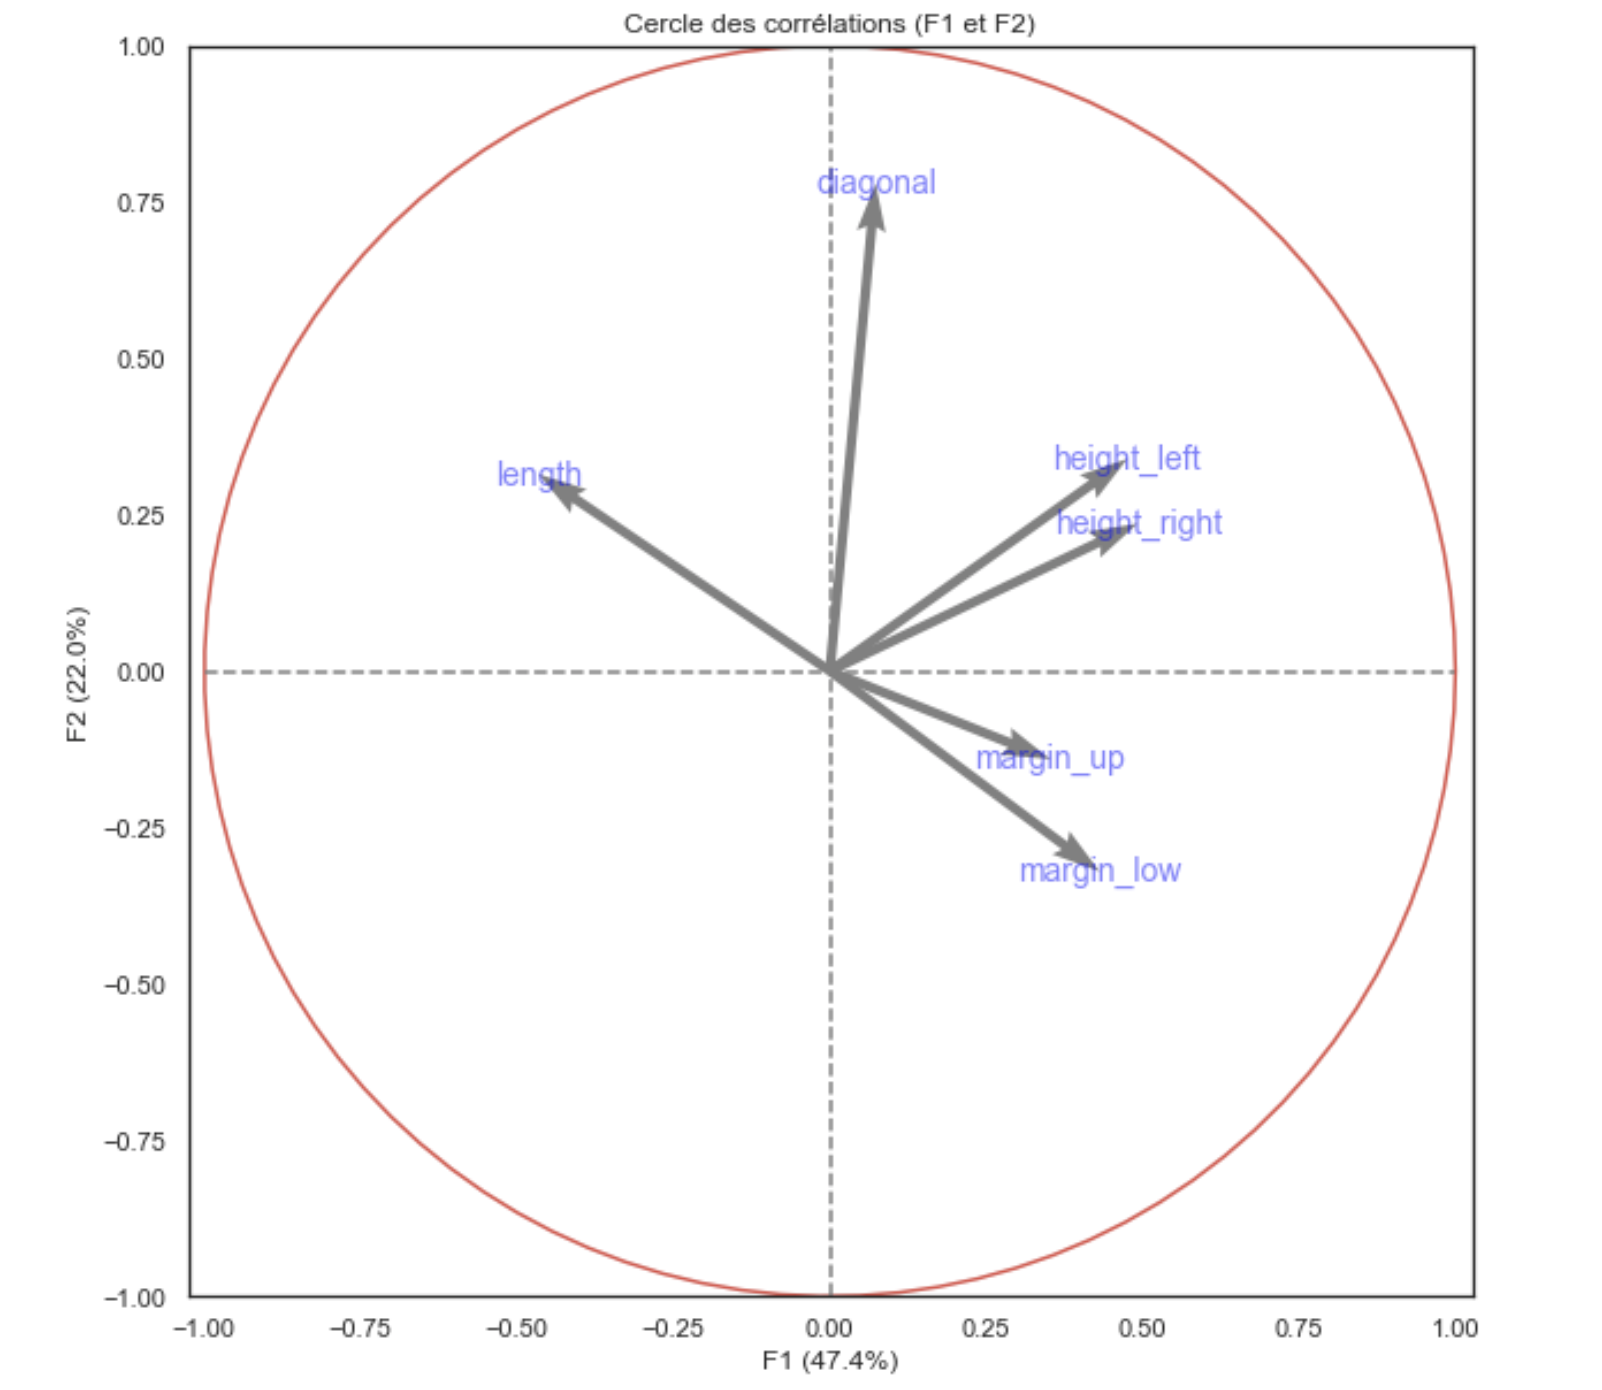 Cercle des corrélations (F1 et F2)
1.00
0.75
0.50
0.25
0.00
−0.25
−0.50
−0.75
−1.00
F2 (22.0%)
diagonal
height_left
length
height_right
margin_up
margin_low
−1.00 −0.75 −0.50 −0.25 0.00 0.25 0.50 0.75 1.00
F1 (47.4%)